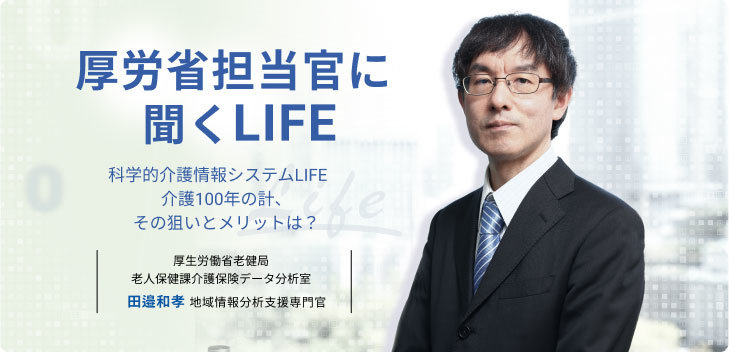 厚労省担当官に
聞くLIFE
Life
科学的介護情報システムLIFE
介護100年の計、
その狙いとメリットは？
厚生労働省老健局
老人保健課介護保険データ分析室
田邉和孝 地域情報分析支援専門官